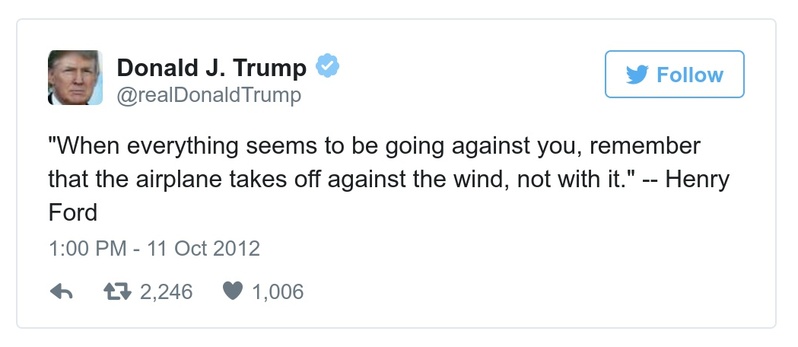 Donald J. Trump
@realDonaldTrump
Follow
"When everything seems to be going against you, remember
that the airplane takes off against the wind, not with it." -- Henry
Ford
1:00 PM - 11 Oct 2012
2,246 1,006